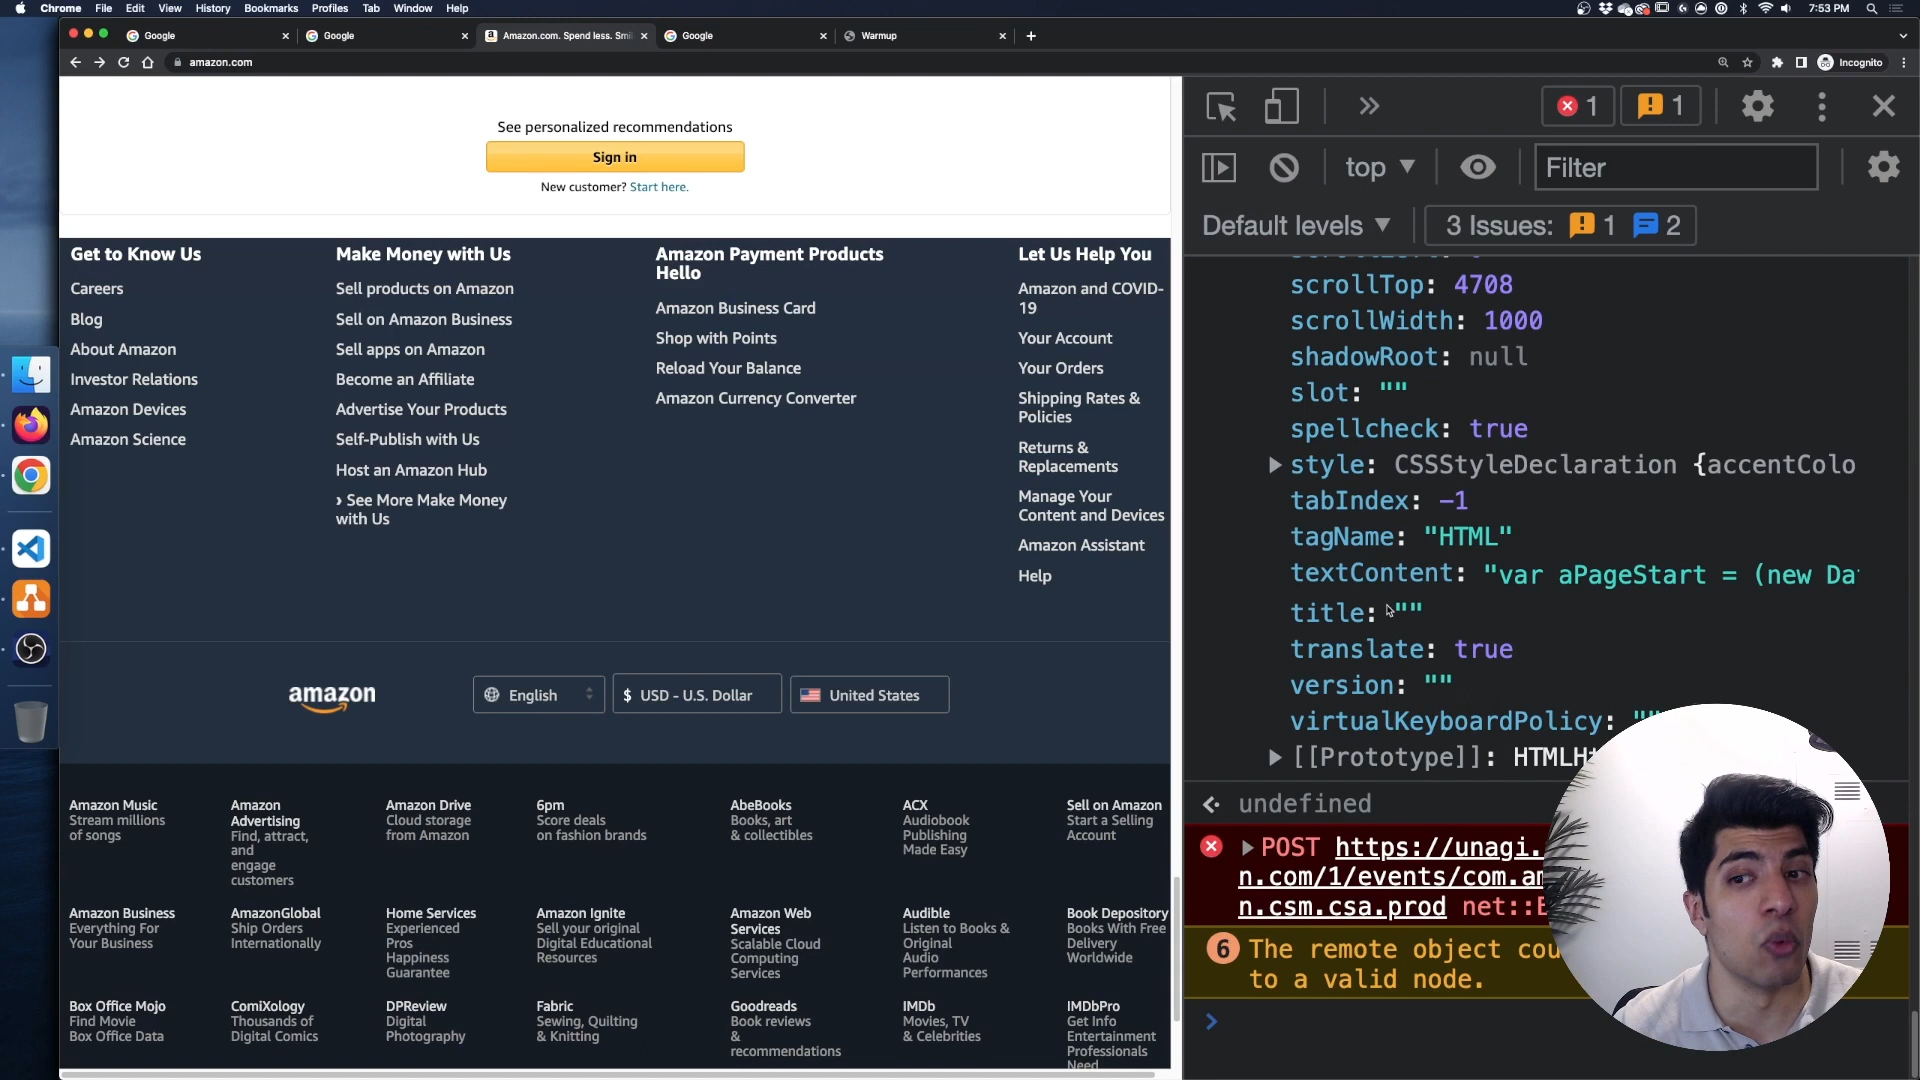 Chrome File Edit View History Bookmarks Profiles Tab Window Help
7:53 PM
Google
Google
Amazon.com. Spend less. Smi
Google
Warmup
amazon.com
Incognito
See personalized recommendations
Sign in
New customer? Start here.
Get to Know Us
Careers
Blog
About Amazon
Investor Relations
Amazon Devices
Amazon Science
Make Money with Us
Sell products on Amazon
Sell on Amazon Business
Sell apps on Amazon
Become an Affiliate
Advertise Your Products
Self-Publish with Us
Host an Amazon Hub
› See More Make Money
with Us
Amazon Payment Products
Hello
Amazon Business Card
Shop with Points
Reload Your Balance
Amazon Currency Converter
Let Us Help You
Amazon and COVID-
19
Your Account
Your Orders
Shipping Rates &
Policies
Returns &
Replacements
Manage Your
Content and Devices
Amazon Assistant
Help
amazon
English
$ USD - U.S. Dollar
United States
Amazon Music
Stream millions
of songs
Amazon
Advertising
Find, attract,
and
engage
customers
Amazon Drive
Cloud storage
from Amazon
6pm
Score deals
on fashion brands
AbeBooks
Books, art
& collectibles
ACX
Audiobook
Publishing
Made Easy
Sell on Amazon
Start a Selling
Account
Amazon Business
Everything For
Your Business
AmazonGlobal
Ship Orders
Internationally
Home Services
Experienced
Pros
Happiness
Guarantee
Amazon Ignite
Sell your original
Digital Educational
Resources
Amazon Web
Services
Scalable Cloud
Computing
Services
Audible
Listen to Books &
Original
Audio
Performances
Book Depository
Books With Free
Delivery
Worldwide
Box Office Mojo
Find Movie
Box Office Data
ComiXology
Thousands of
Digital Comics
DPReview
Digital
Photography
Fabric
Sewing, Quilting
& Knitting
Goodreads
Book reviews
&
recommendations
IMDb
Movies, TV
& Celebrities
IMDbPro
Get Info
Entertainment
Professionals
Need
1 1
top Filter
Default levels 3 Issues: 1 2
scrollTop: 4708
scrollWidth: 1000
shadowRoot: null
slot: ""
spellcheck: true
style: CSSStyleDeclaration {accentColo
tabIndex: -1
tagName: "HTML"
textContent: "var aPageStart = (new Da
title: ""
translate: true
version: ""
virtualKeyboardPolicy: ""
[[Prototype]]: HTMLH
undefined
POST https://unagi.
n.com/1/events/com.am
n.csm.csa.prod net::E
6 The remote object cou
to a valid node.